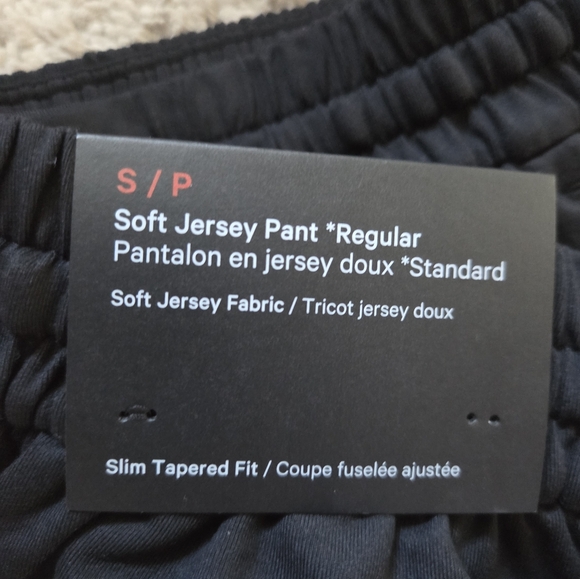 S / P
Soft Jersey Pant *Regular
Pantalon en jersey doux *Standard
Soft Jersey Fabric / Tricot jersey doux
Slim Tapered Fit / Coupe fuselée ajustée